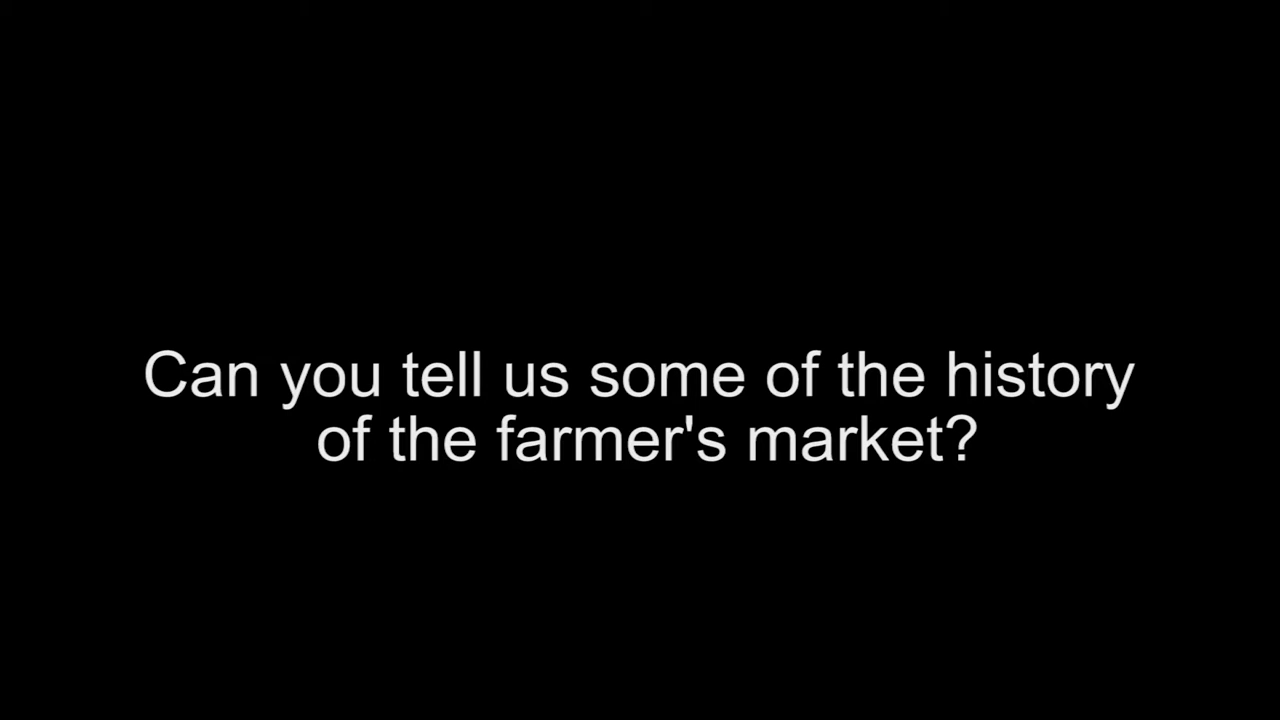 Can you tell us some of the history
of the farmer's market?